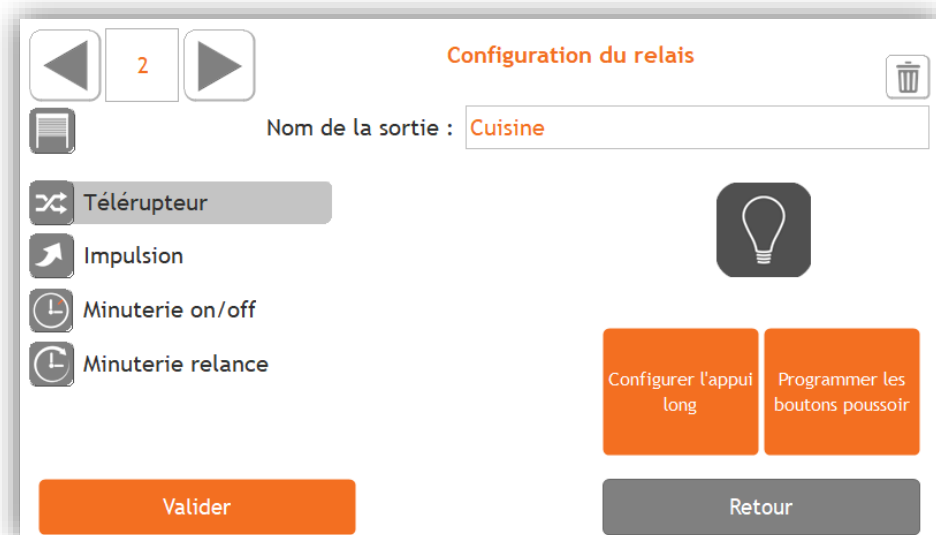 2
Configuration du relais
Nom de la sortie : Cuisine
Télérupteur
Impulsion
Minuterie on/off
Minuterie relance
Configurer l'appui
long
Programmer les
boutons poussoir
Valider
Retour